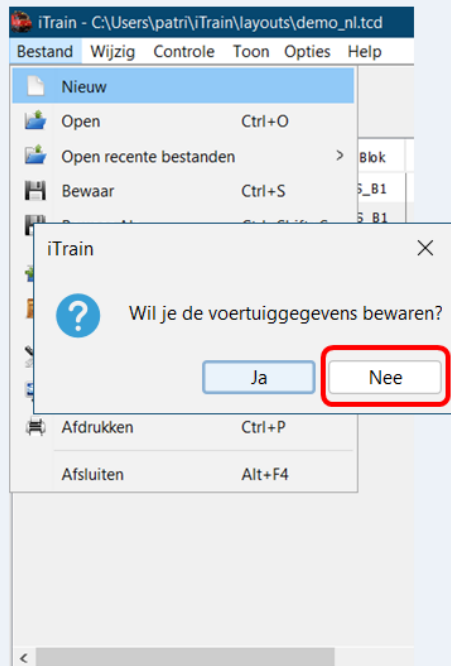 iTrain - C:\Users\patri\iTrain\layouts\demo_nl.tcd
Bestand Wijzig Controle Toon Opties Help
Nieuw
Open Ctrl+O
Open recente bestanden >
Blok
Bewaar Ctrl+S
S_B1
S_B1
iTrain
Wil je de voertuiggegevens bewaren?
Ja Nee
Afdrukken Ctrl+P
Afsluiten Alt+F4